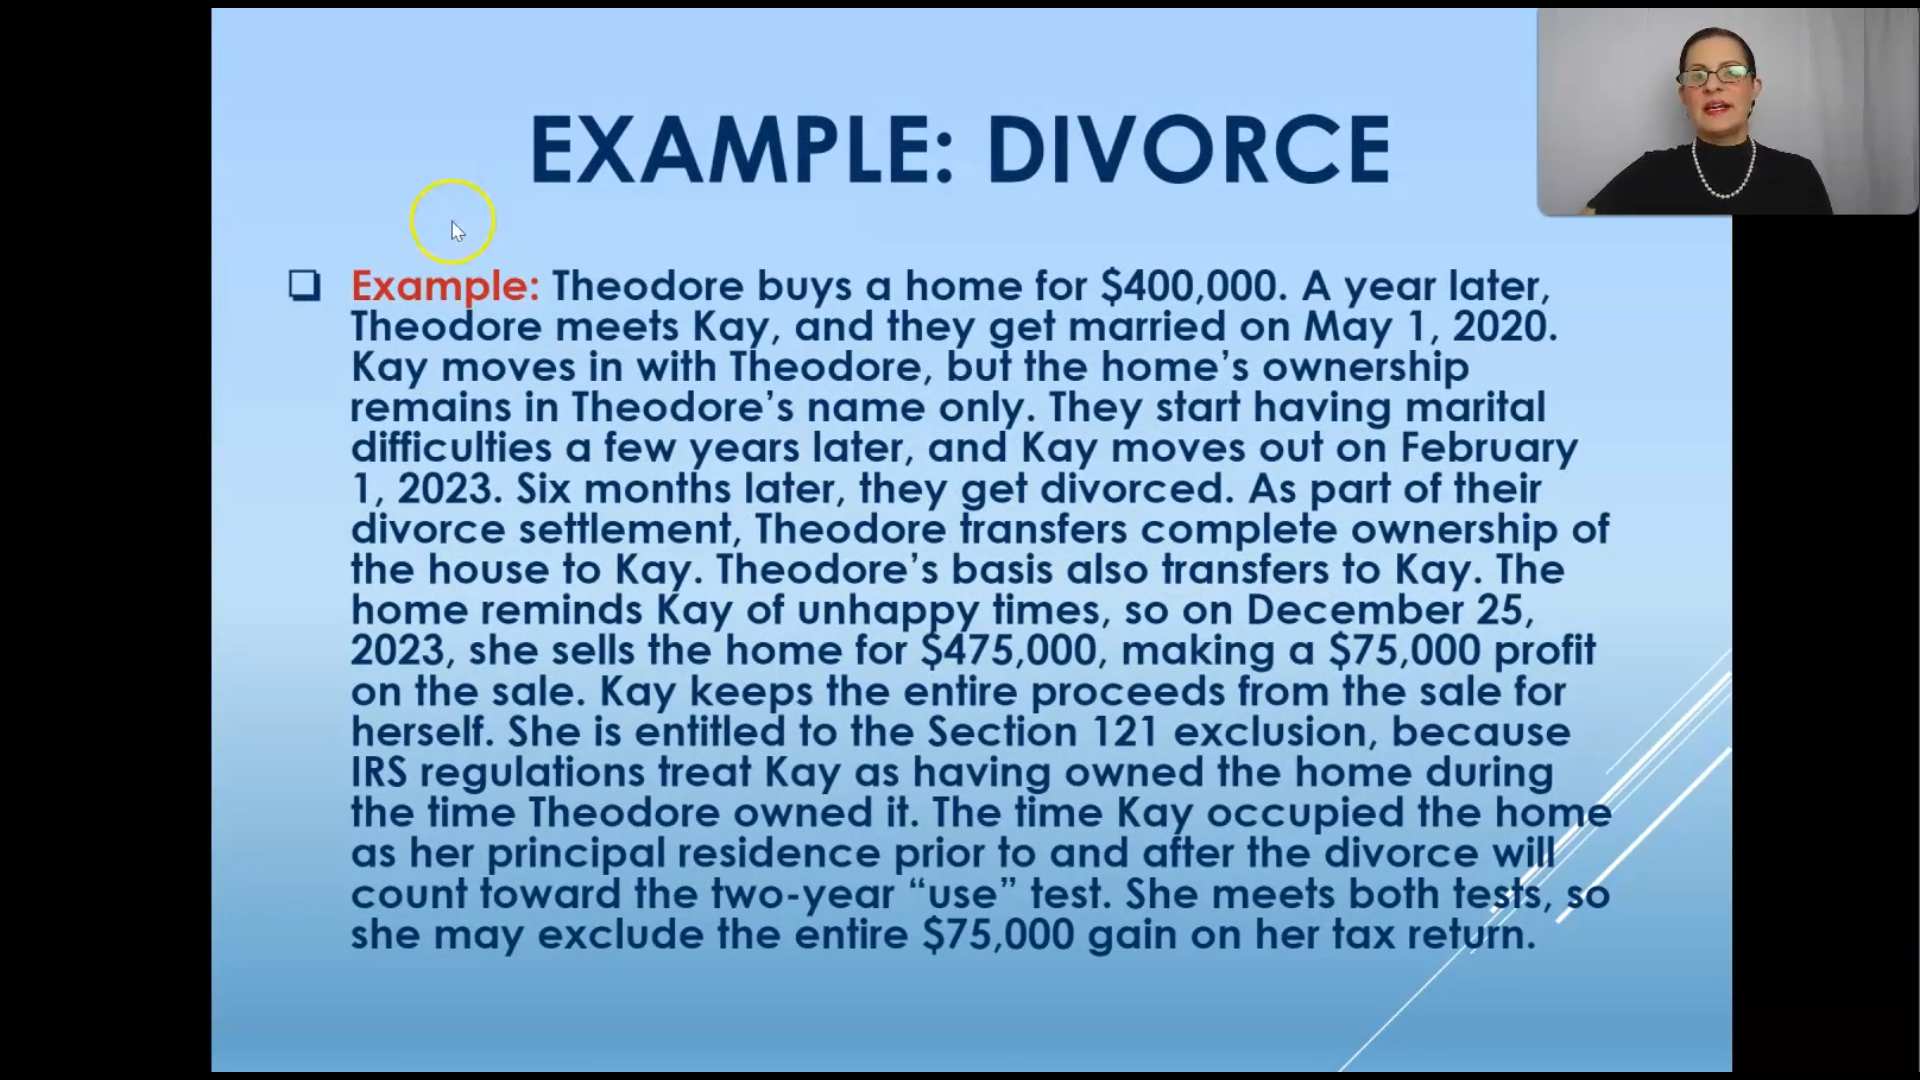 EXAMPLE: DIVORCE
Example: Theodore buys a home for $400,000. A year later,
Theodore meets Kay, and they get married on May 1, 2020.
Kay moves in with Theodore, but the home’s ownership
remains in Theodore’s name only. They start having marital
difficulties a few years later, and Kay moves out on February
1, 2023. Six months later, they get divorced. As part of their
divorce settlement, Theodore transfers complete ownership of
the house to Kay. Theodore’s basis also transfers to Kay. The
home reminds Kay of unhappy times, so on December 25,
2023, she sells the home for $475,000, making a $75,000 profit
on the sale. Kay keeps the entire proceeds from the sale for
herself. She is entitled to the Section 121 exclusion, because
IRS regulations treat Kay as having owned the home during
the time Theodore owned it. The time Kay occupied the home
as her principal residence prior to and after the divorce will
count toward the two-year “use” test. She meets both tests, so
she may exclude the entire $75,000 gain on her tax return.